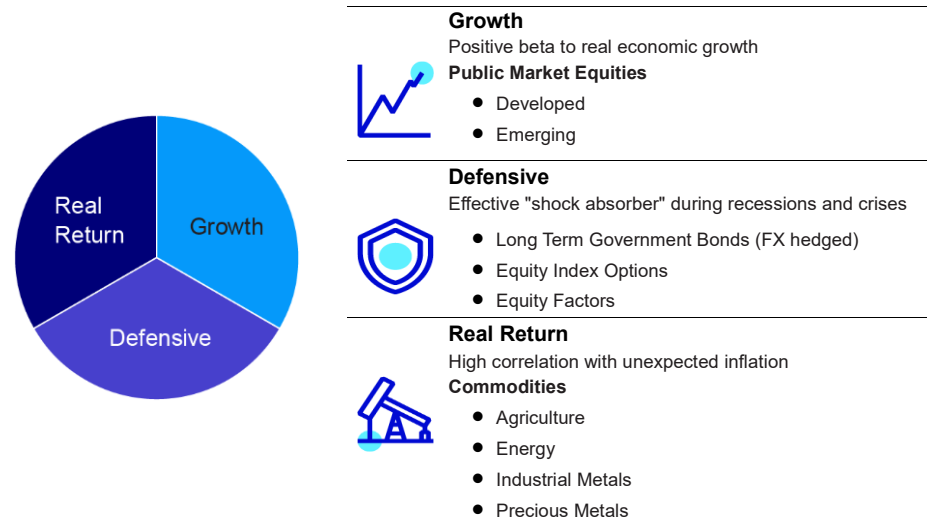 Real
Return
Growth
Defensive
Growth
Positive beta to real economic growth
Public Market Equities
● Developed
● Emerging
Defensive
Effective "shock absorber" during recessions and crises
● Long Term Government Bonds (FX hedged)
● Equity Index Options
● Equity Factors
Real Return
High correlation with unexpected inflation
Commodities
● Agriculture
● Energy
● Industrial Metals
● Precious Metals